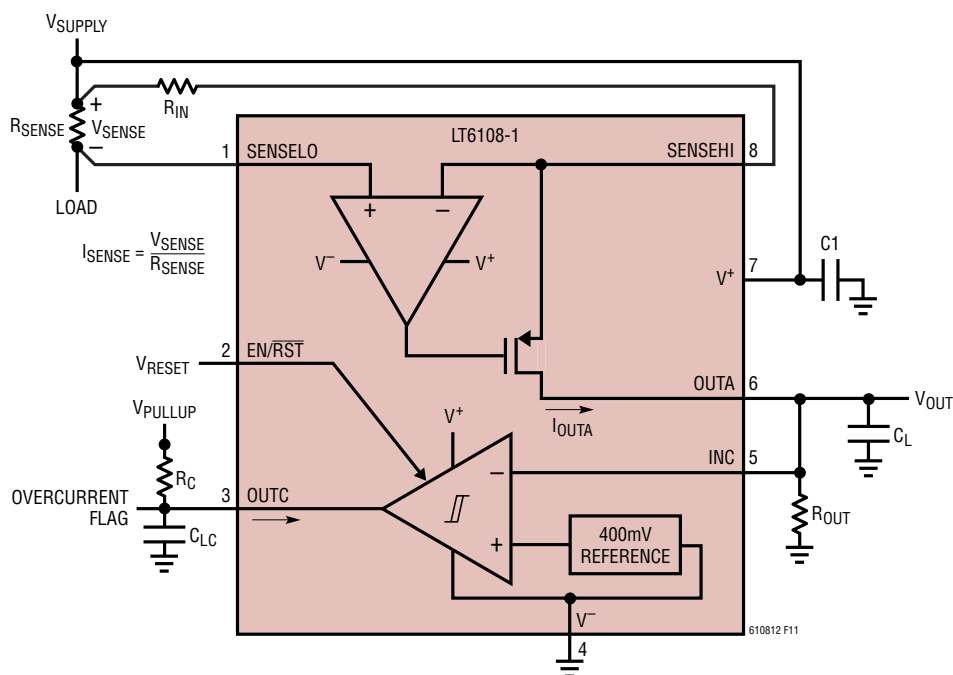 VSUPPLY
+
RIN
RSENSE
VSENSE
–
LT6108-1
1
SENSELO
SENSEHI
8
LOAD
+
–
ISENSE = VSENSE
RSENSE
V–
V+
C1
7
V+
2
EN/RST
VRESET
OUTA
6
VOUT
VPULLUP
IOUTA
V+
CL
INC
5
RC
–
OVERCURRENT
FLAG
3
OUTC
ROUT
CLC
+
400mV
REFERENCE
V–
4
610812 F11